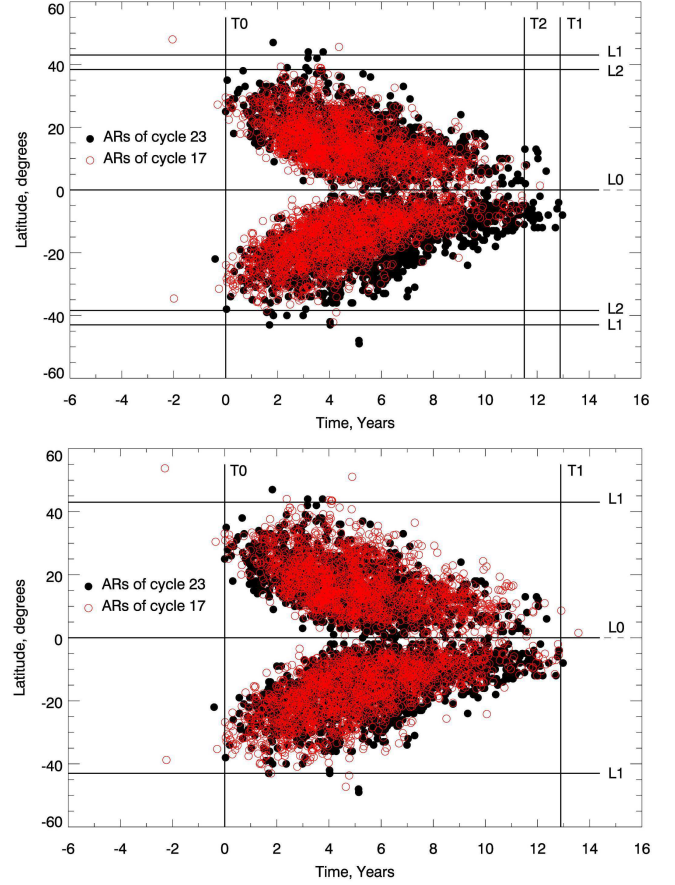 60
T0
T2
T1
L1
L2
40
20
ARs of cycle 23
ARs of cycle 17
0
L0
-20
L2
-40
L1
-60
Latitude, degrees
-6 -4 -2 0 2 4 6 8 10 12 14 16
Time, Years
60
T0
T1
L1
40
20
ARs of cycle 23
ARs of cycle 17
0
L0
-20
-40
L1
-60
Latitude, degrees
-6 -4 -2 0 2 4 6 8 10 12 14 16
Time, Years